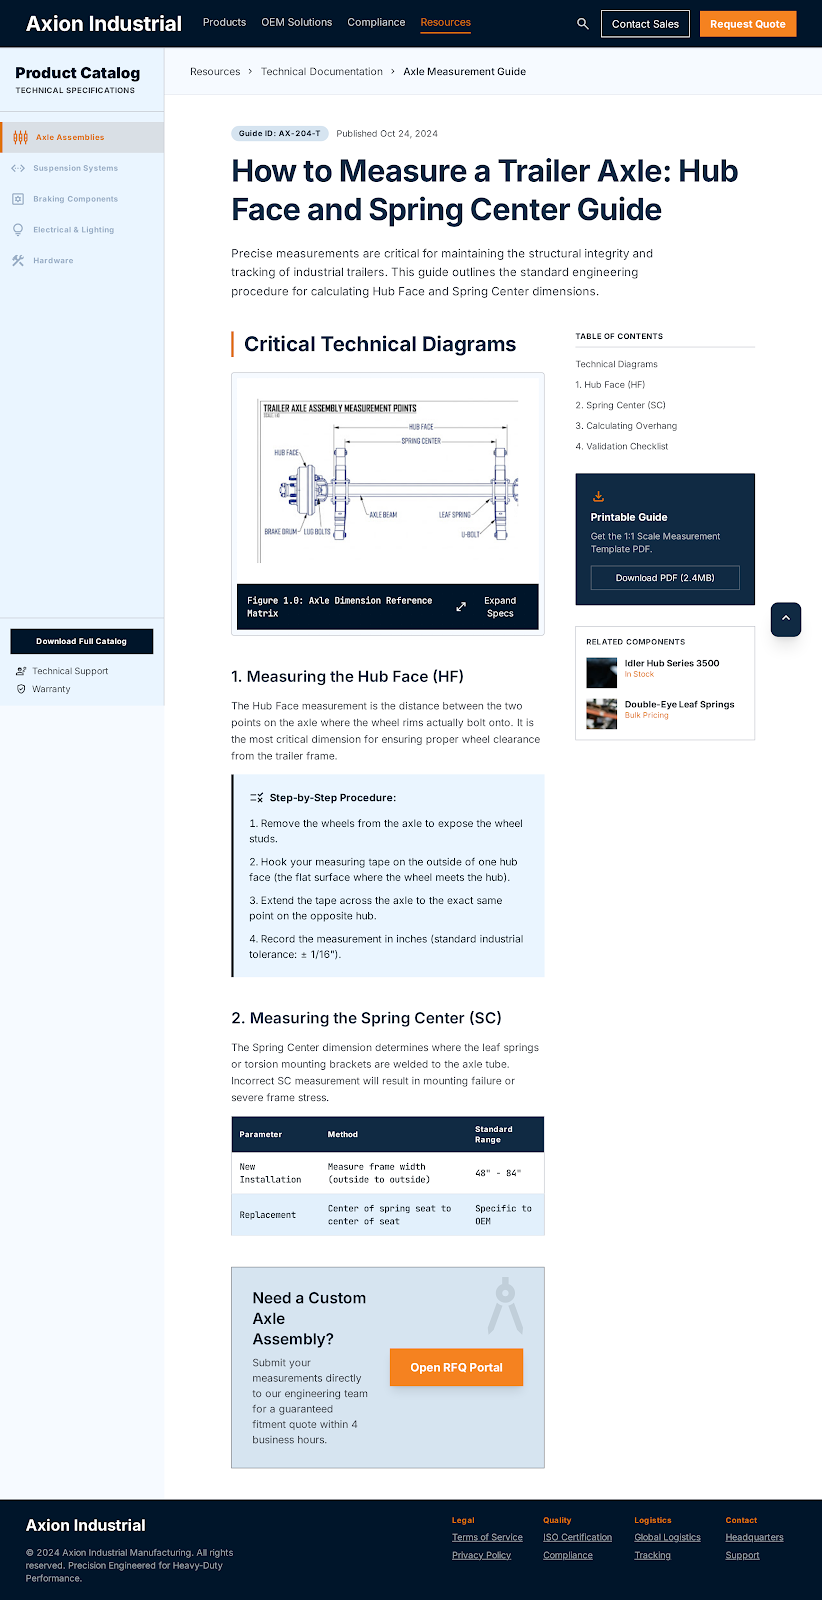 Axion Industrial
Products
OEM Solutions
Compliance
Resources
Contact Sales
Request Quote
Product Catalog
TECHNICAL SPECIFICATIONS
Axle Assemblies
Suspension Systems
Braking Components
Electrical & Lighting
Hardware
Download Full Catalog
Technical Support
Warranty
Resources › Technical Documentation › Axle Measurement Guide
Guide ID: AX-204-T
Published Oct 24, 2024
How to Measure a Trailer Axle: Hub
Face and Spring Center Guide
Precise measurements are critical for maintaining the structural integrity and
tracking of industrial trailers. This guide outlines the standard engineering
procedure for calculating Hub Face and Spring Center dimensions.
Critical Technical Diagrams
TRAILER AXLE ASSEMBLY MEASUREMENT POINTS
HUB FACE
SPRING CENTER
HUB FACE
AXLE BEAM
LEAF SPRING
BRAKE DRUM
LUG BOLTS
U-BOLT
Figure 1.0: Axle Dimension Reference
Matrix
Expand
Specs
1. Measuring the Hub Face (HF)
The Hub Face measurement is the distance between the two
points on the axle where the wheel rims actually bolt onto. It is
the most critical dimension for ensuring proper wheel clearance
from the trailer frame.
Step-by-Step Procedure:
1. Remove the wheels from the axle to expose the wheel
studs.
2. Hook your measuring tape on the outside of one hub
face (the flat surface where the wheel meets the hub).
3. Extend the tape across the axle to the exact same
point on the opposite hub.
4. Record the measurement in inches (standard industrial
tolerance: ± 1/16").
2. Measuring the Spring Center (SC)
The Spring Center dimension determines where the leaf springs
or torsion mounting brackets are welded to the axle tube.
Incorrect SC measurement will result in mounting failure or
severe frame stress.
Parameter
Method
Standard
Range
New
Installation
Measure frame width
(outside to outside)
48" - 84"
Replacement
Center of spring seat to
center of seat
Specific to
OEM
Need a Custom
Axle
Assembly?
Submit your
measurements directly
to our engineering team
for a guaranteed
fitment quote within 4
business hours.
Open RFQ Portal
TABLE OF CONTENTS
Technical Diagrams
1. Hub Face (HF)
2. Spring Center (SC)
3. Calculating Overhang
4. Validation Checklist
Printable Guide
Get the 1:1 Scale Measurement
Template PDF.
Download PDF (2.4MB)
RELATED COMPONENTS
Idler Hub Series 3500
In Stock
Double-Eye Leaf Springs
Bulk Pricing
Axion Industrial
© 2024 Axion Industrial Manufacturing. All rights
reserved. Precision Engineered for Heavy-Duty
Performance.
Legal
Terms of Service
Privacy Policy
Quality
ISO Certification
Compliance
Logistics
Global Logistics
Tracking
Contact
Headquarters
Support